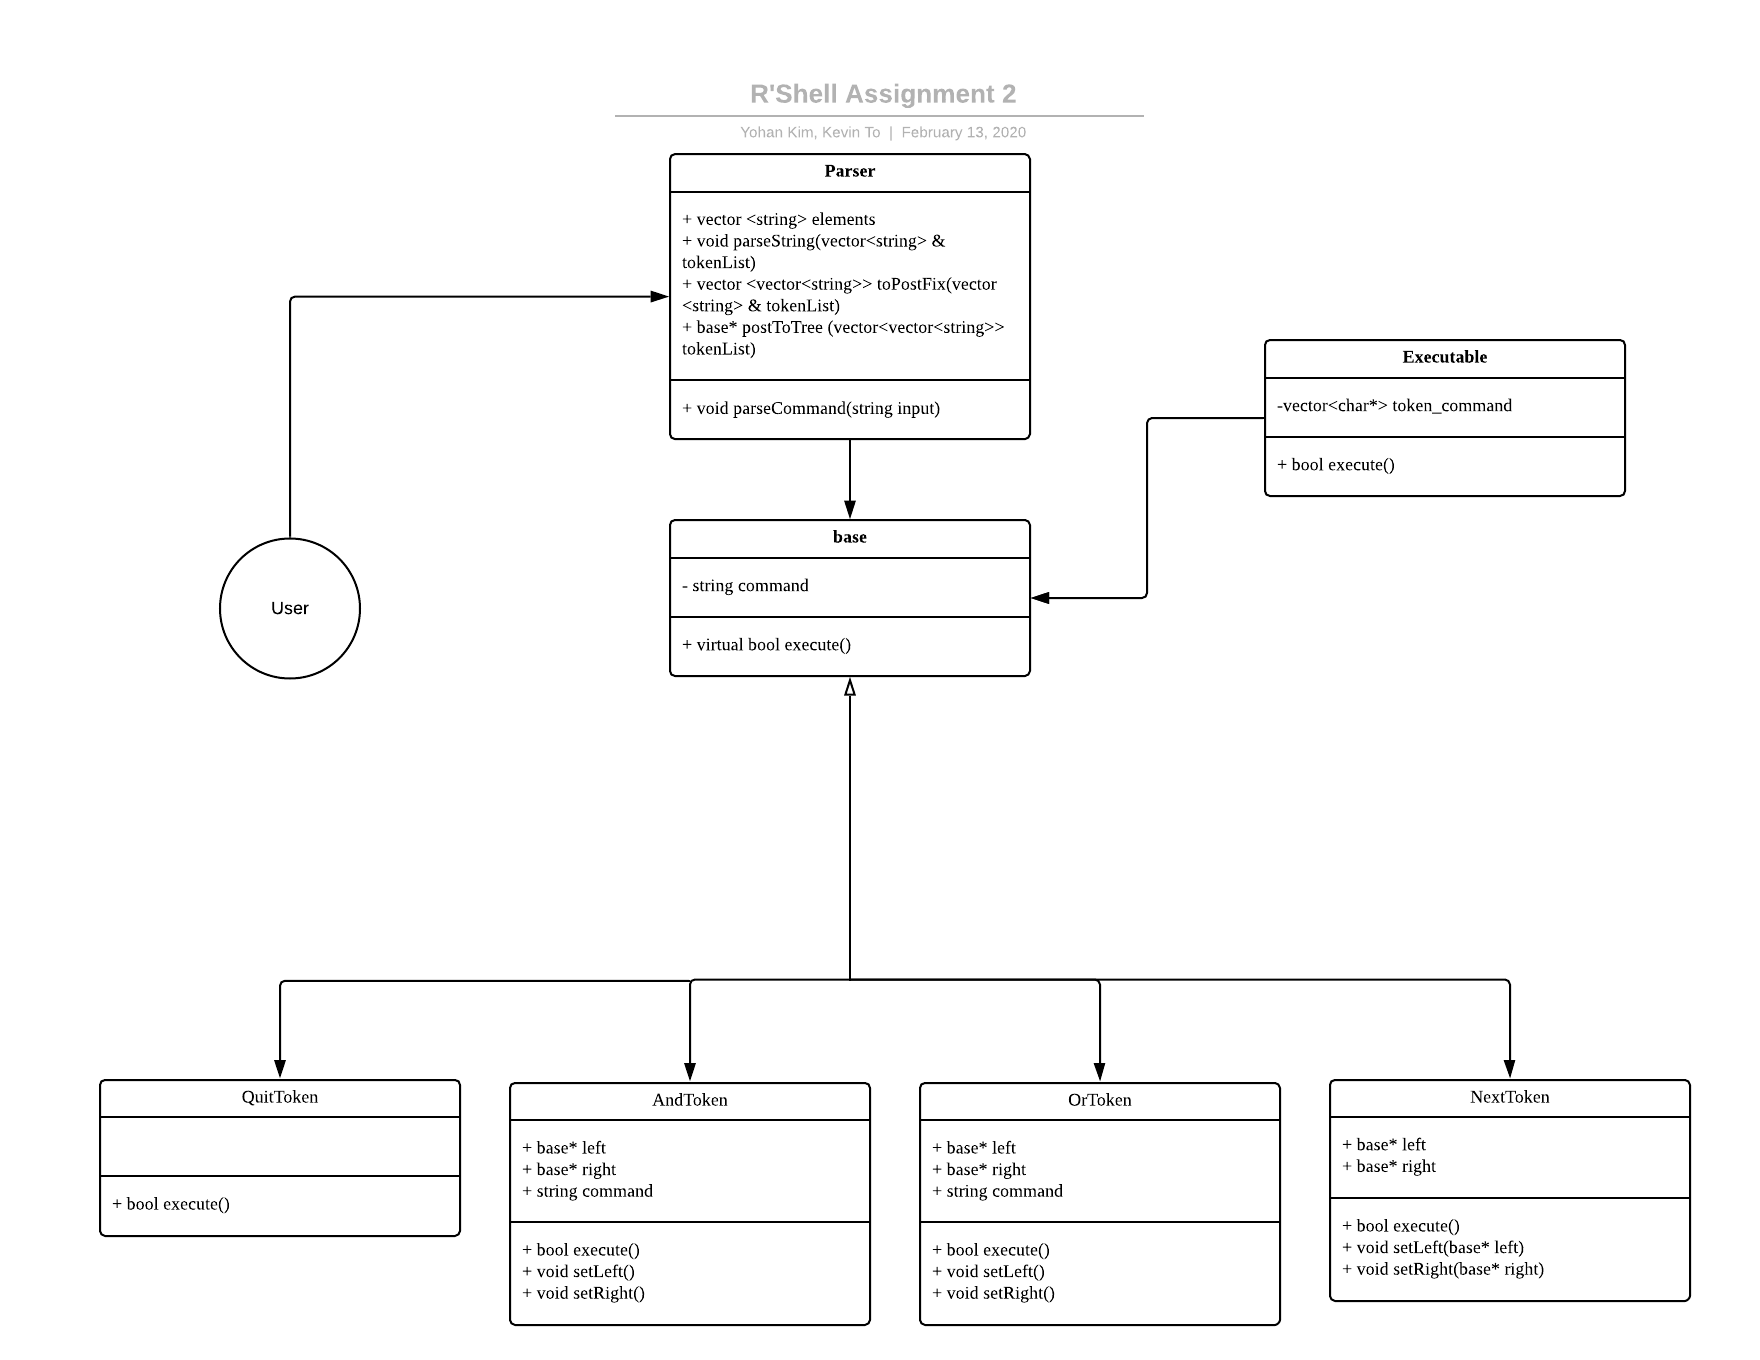 R'Shell Assignment 2
Yohan Kim, Kevin To | February 13, 2020
Parser
+ vector <string> elements
+ void parseString(vector<string> &
tokenList)
+ vector <vector<string>> toPostFix(vector
<string> & tokenList)
+ base* postToTree (vector<vector<string>>
tokenList)
+ void parseCommand(string input)
Executable
-vector<char*> token_command
+ bool execute()
base
- string command
+ virtual bool execute()
User
QuitToken
+ bool execute()
AndToken
+ base* left
+ base* right
+ string command
+ bool execute()
+ void setLeft()
+ void setRight()
OrToken
+ base* left
+ base* right
+ string command
+ bool execute()
+ void setLeft()
+ void setRight()
NextToken
+ base* left
+ base* right
+ bool execute()
+ void setLeft(base* left)
+ void setRight(base* right)